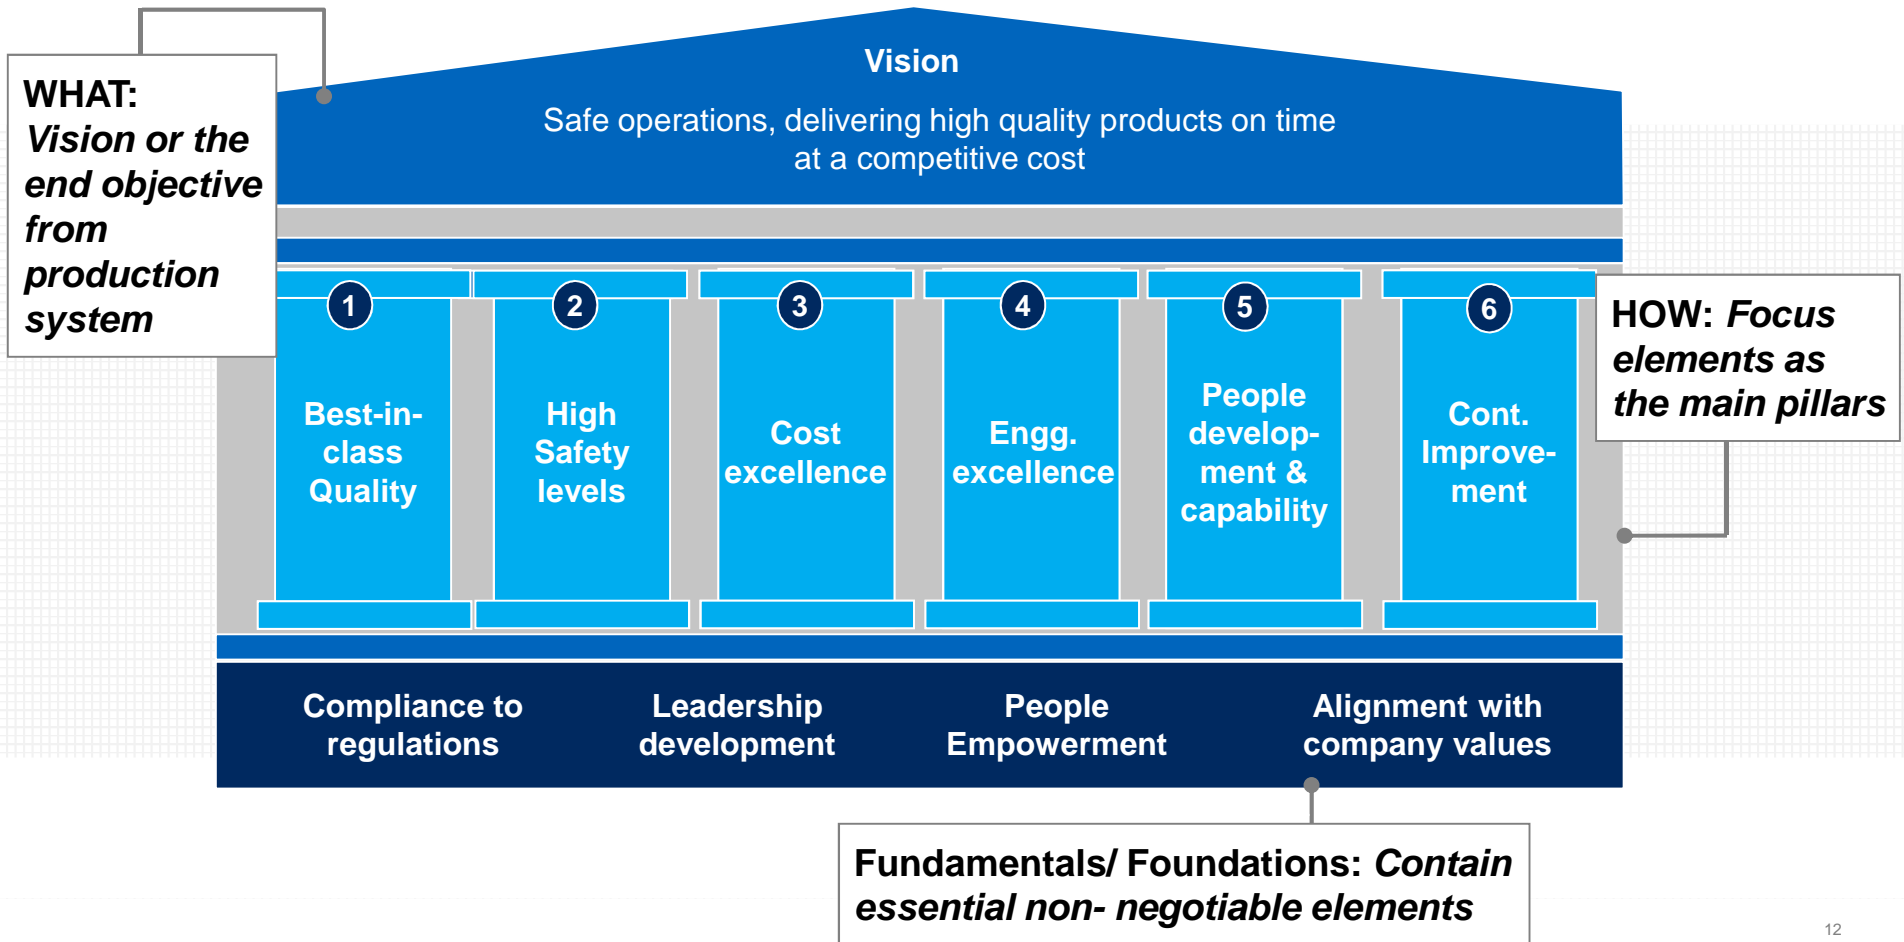 WHAT:
Vision or the
end objective
from
production
system
Vision
Safe operations, delivering high quality products on time
at a competitive cost
1
Best-in-
class
Quality
2
High
Safety
levels
3
Cost
excellence
4
Engg.
excellence
5
People
develop-
ment &
capability
6
Cont.
Improve-
ment
HOW: Focus
elements as
the main pillars
Compliance to
regulations
Leadership
development
People
Empowerment
Alignment with
company values
Fundamentals/ Foundations: Contain
essential non- negotiable elements
12